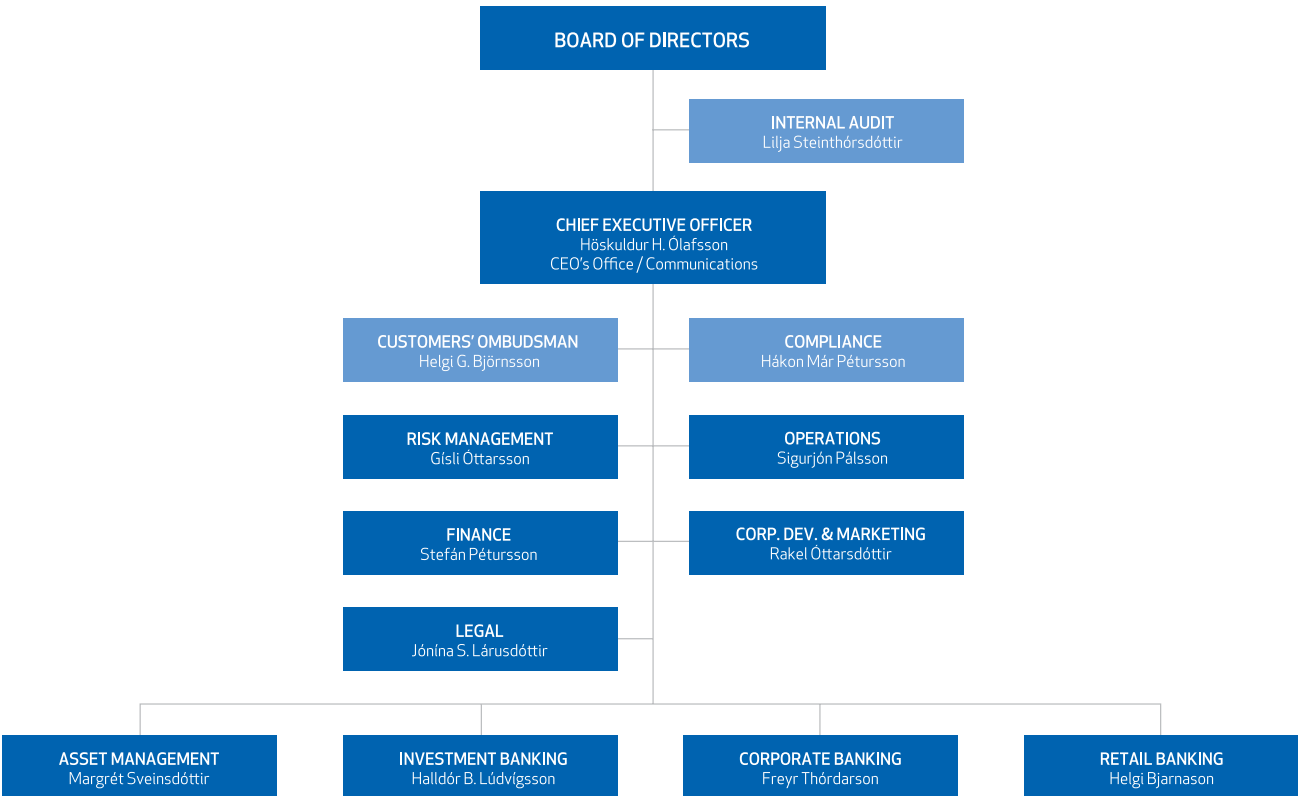 BOARD OF DIRECTORS
INTERNAL AUDIT
Lilja Steinthórsdóttir
CHIEF EXECUTIVE OFFICER
Höskuldur H. Ólafsson
CEO's Office / Communications
CUSTOMERS' OMBUDSMAN
Helgi G. Björnsson
COMPLIANCE
Hákon Már Pétursson
RISK MANAGEMENT
Gísli Óttarsson
OPERATIONS
Sigurjón Pálsson
FINANCE
Stefán Pétursson
CORP. DEV. & MARKETING
Rakel Óttarsdóttir
LEGAL
Jónína S. Lárusdóttir
ASSET MANAGEMENT
Margrét Sveinsdóttir
INVESTMENT BANKING
Halldór B. Lúdvígsson
CORPORATE BANKING
Freyr Thórdarson
RETAIL BANKING
Helgi Bjarnason